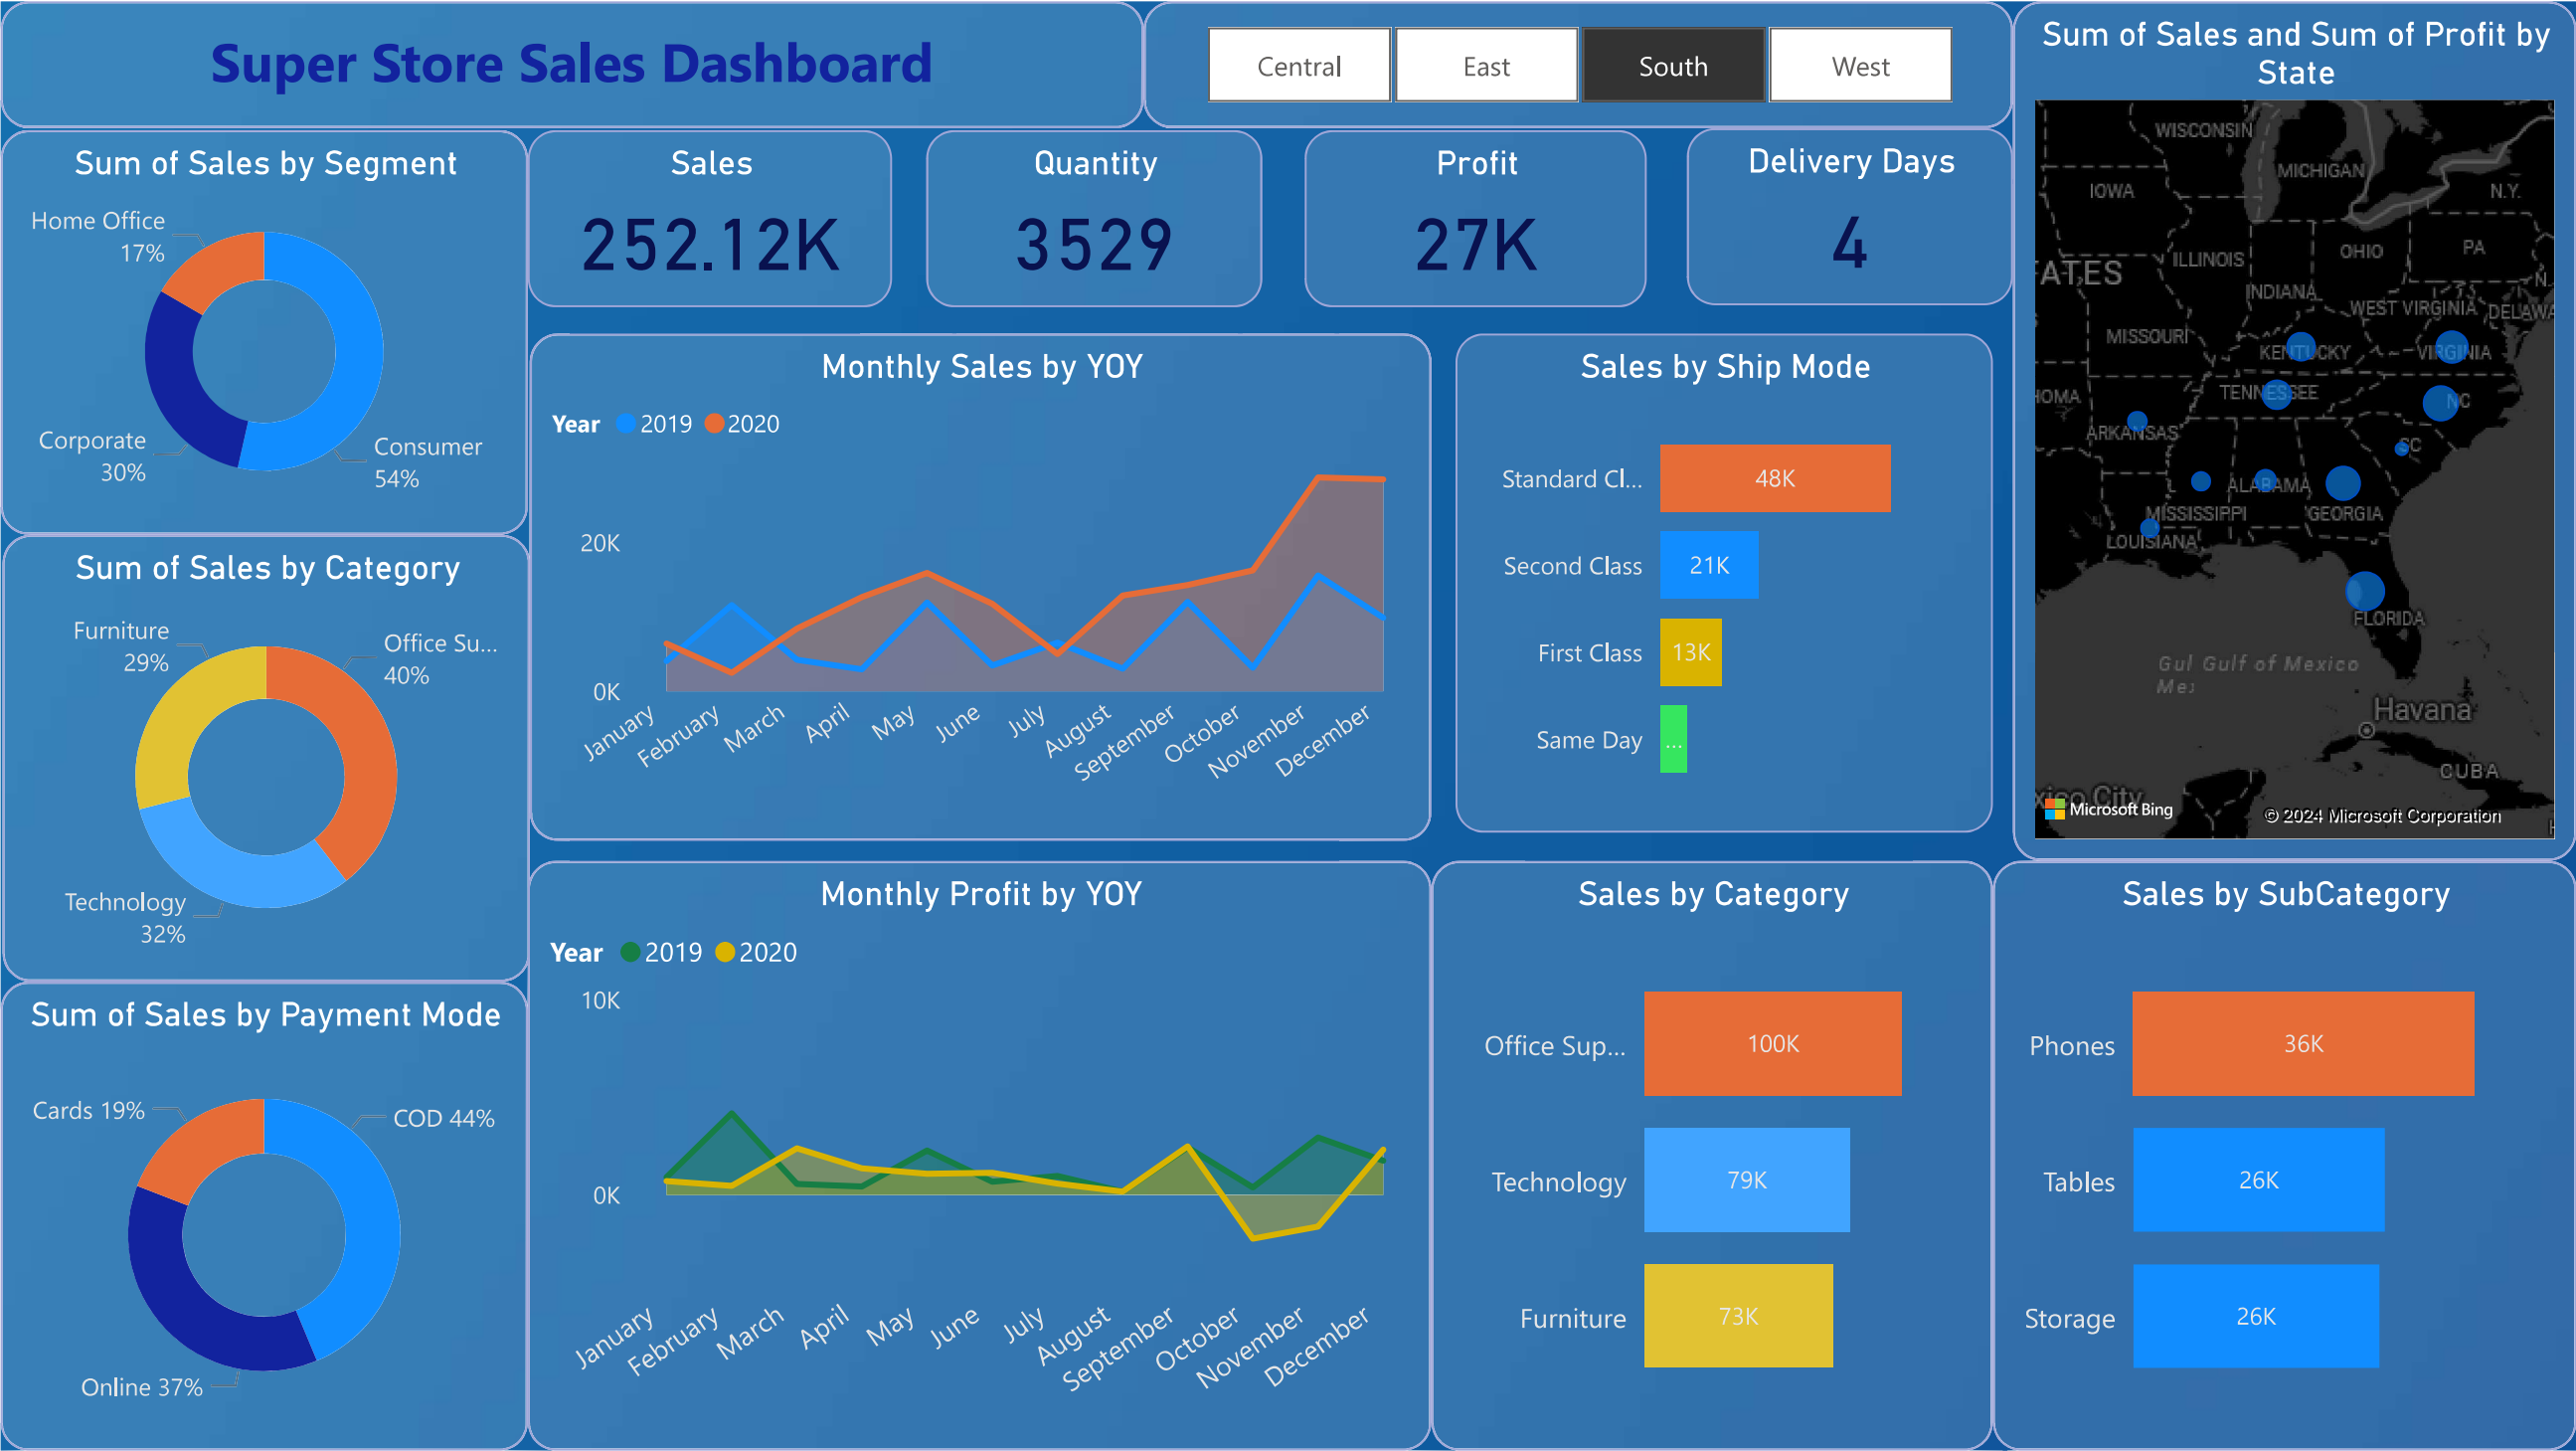 Super Store Sales Dashboard
Central
East
South
West
Sum of Sales and Sum of Profit by
State
WISCONSIN
MICHIGAN
IOWA
N.Y.
OHIO
PA
ILLINOIS
ATES
INDIANA
WEST VIRGINIA
DELAWA
MISSOURI
KENTUCKY
VIRGINIA
TENNESSEE
HOMA
NC
ARKANSAS
SC
ALABAMA
MISSISSIPPI
GEORGIA
LOUISIANA
FLORIDA
Gulf of Mexico
Havana
CUBA
xico City
Microsoft Bing
© 2024 Microsoft Corporation
Sum of Sales by Segment
Home Office
17%
Corporate
30%
Consumer
54%
Sales
252.12K
Quantity
3529
Profit
27K
Delivery Days
4
Monthly Sales by YOY
Year 2019 2020
20K
0K
January
February
March
April
May
June
July
August
September
October
November
December
Sales by Ship Mode
Standard Cl...
48K
Second Class
21K
First Class
13K
Same Day
...
Sum of Sales by Category
Furniture
29%
Office Su...
40%
Technology
32%
Sum of Sales by Payment Mode
Cards 19%
COD 44%
Online 37%
Monthly Profit by YOY
Year 2019 2020
10K
0K
January
February
March
April
May
June
July
August
September
October
November
December
Sales by Category
Office Sup...
100K
Technology
79K
Furniture
73K
Sales by SubCategory
Phones
36K
Tables
26K
Storage
26K